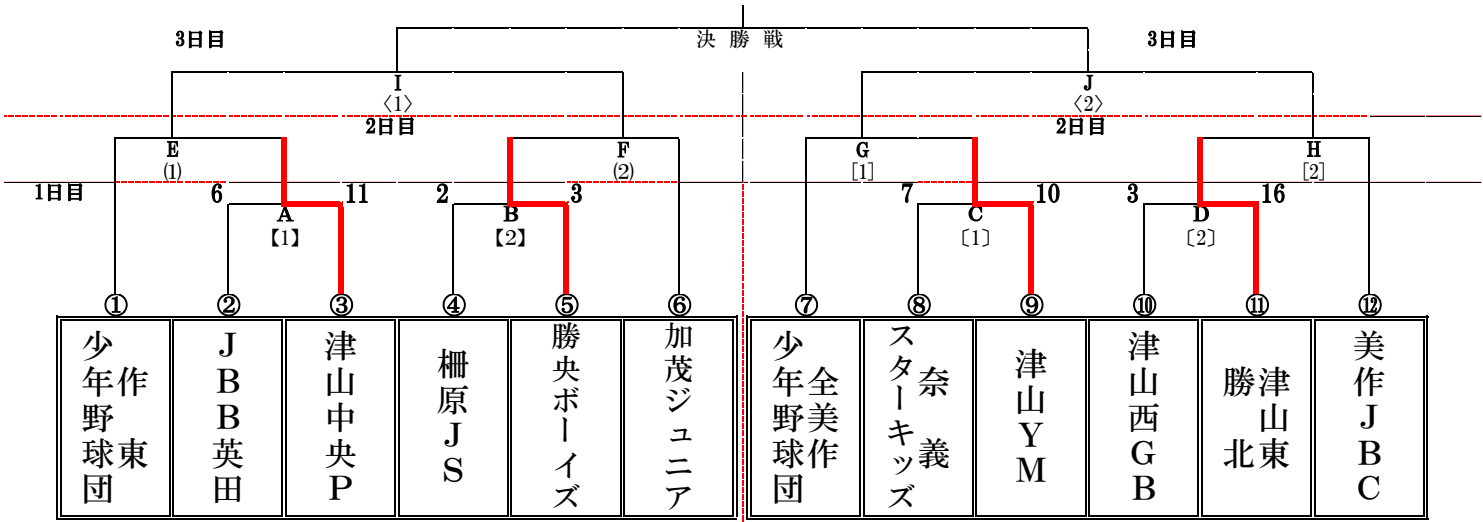 3日目
決勝戦
3日目
I
〈1〉
J
〈2〉
2日目
2日目
E
(1)
F
(2)
G
[1]
H
[2]
1日目
6
11
2
3
7
10
3
16
A
【1】
B
【2】
C
〔1〕
D
〔2〕
①
②
③
④
⑤
⑥
⑦
⑧
⑨
⑩
⑪
⑫
作東
少年野球団
JBB英田
津山中央P
柵原JS
勝央ボーイズ
加茂ジュニア
全美作
少年野球団
奈義
スターキッズ
津山YM
津山西GB
津山東
勝北
美作JBC